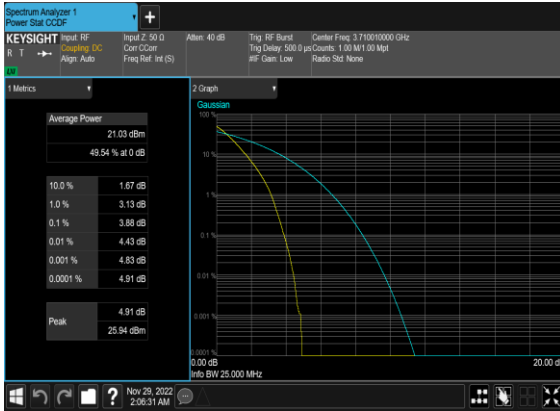 Spectrum Analyzer 1
Power Stat CCDF
KEYSIGHT
R T
Input: RF
Coupling: DC
Align: Auto
Input Z: 50 Ω
Corr CCorr
Freq Ref: Int (S)
Atten: 40 dB
Trig: RF Burst
Trig Delay: 500.0 µs
#IF Gain: Low
Center Freq: 3.710010000 GHz
Counts: 1.00 M/1.00 Mpt
Radio Std: None
1 Metrics
Average Power
21.03 dBm
49.54 % at 0 dB
10.0 % 1.67 dB
1.0 % 3.13 dB
0.1 % 3.88 dB
0.01 % 4.43 dB
0.001 % 4.83 dB
0.0001 % 4.91 dB
Peak
4.91 dB
25.94 dBm
2 Graph
Gaussian
100 %
10 %
1 %
0.1 %
0.01 %
0.001 %
0.0001 %
0.00 dB
20.00 d
Info BW 25.000 MHz
?
Nov 29, 2022
2:06:31 AM